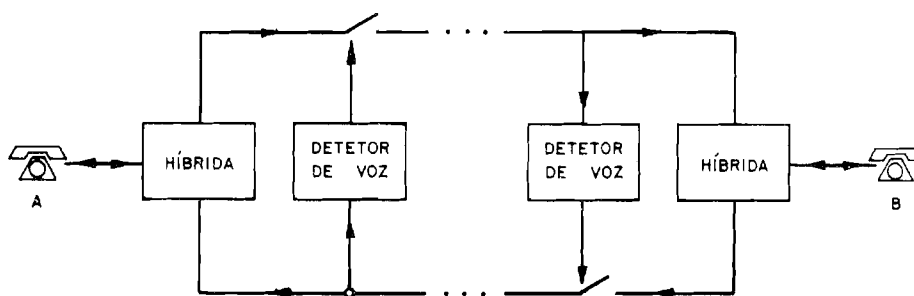 HÍBRIDA
DETETOR
DE VOZ
DETETOR
DE VOZ
HÍBRIDA
A
B